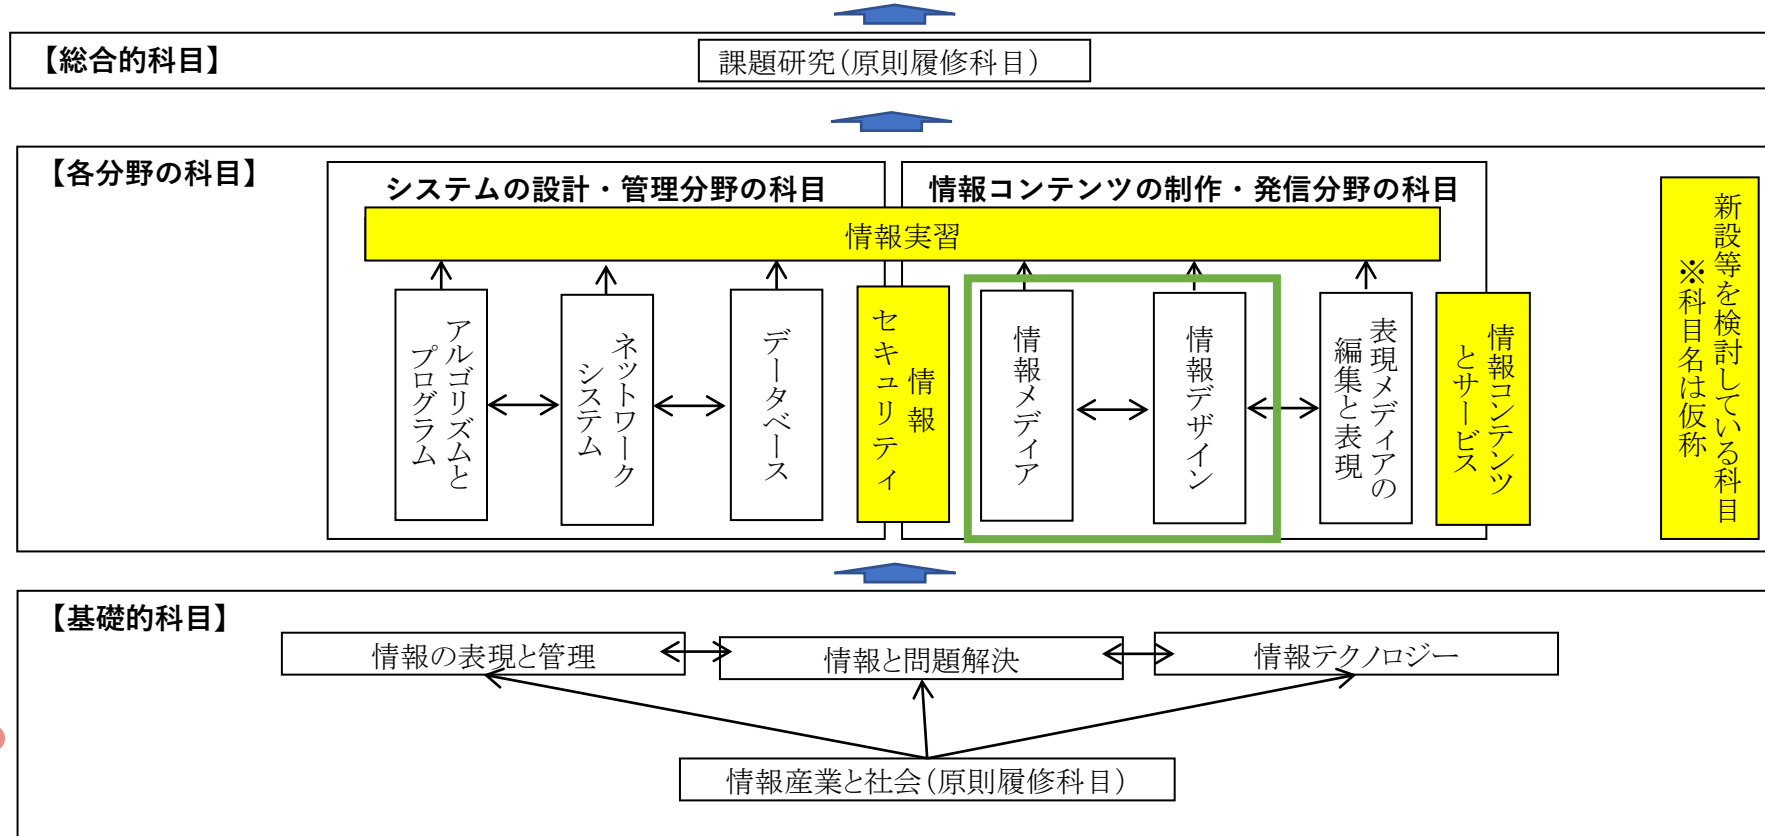 【総合的科目】
課題研究（原則履修科目）
【各分野の科目】
システムの設計・管理分野の科目
情報コンテンツの制作・発信分野の科目
情報実習
アルゴリズムと
プログラム
ネットワーク
システム
データベース
情報
セキュリティ
情報メディア
情報デザイン
表現メディアの
編集と表現
情報コンテンツ
とサービス
新設等を検討している科目
※科目名は仮称
【基礎的科目】
情報の表現と管理
情報と問題解決
情報テクノロジー
情報産業と社会（原則履修科目）